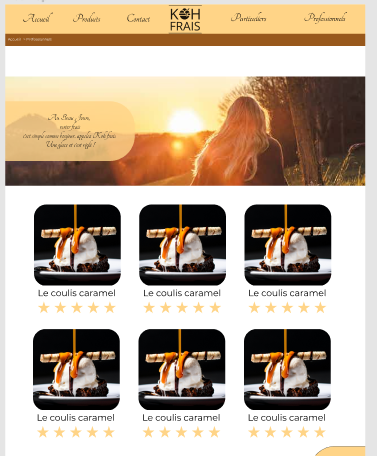 Accueil Products Contact KOH FRAIS Particuliers Professionnels
Accueil > Professionnels
Au Beau, Jeune,
votre frais
c'est simple comme bonjour, appelez Koh frais
Une glace et c'est réglé !
Le coulis caramel Le coulis caramel Le coulis caramel
Le coulis caramel Le coulis caramel Le coulis caramel